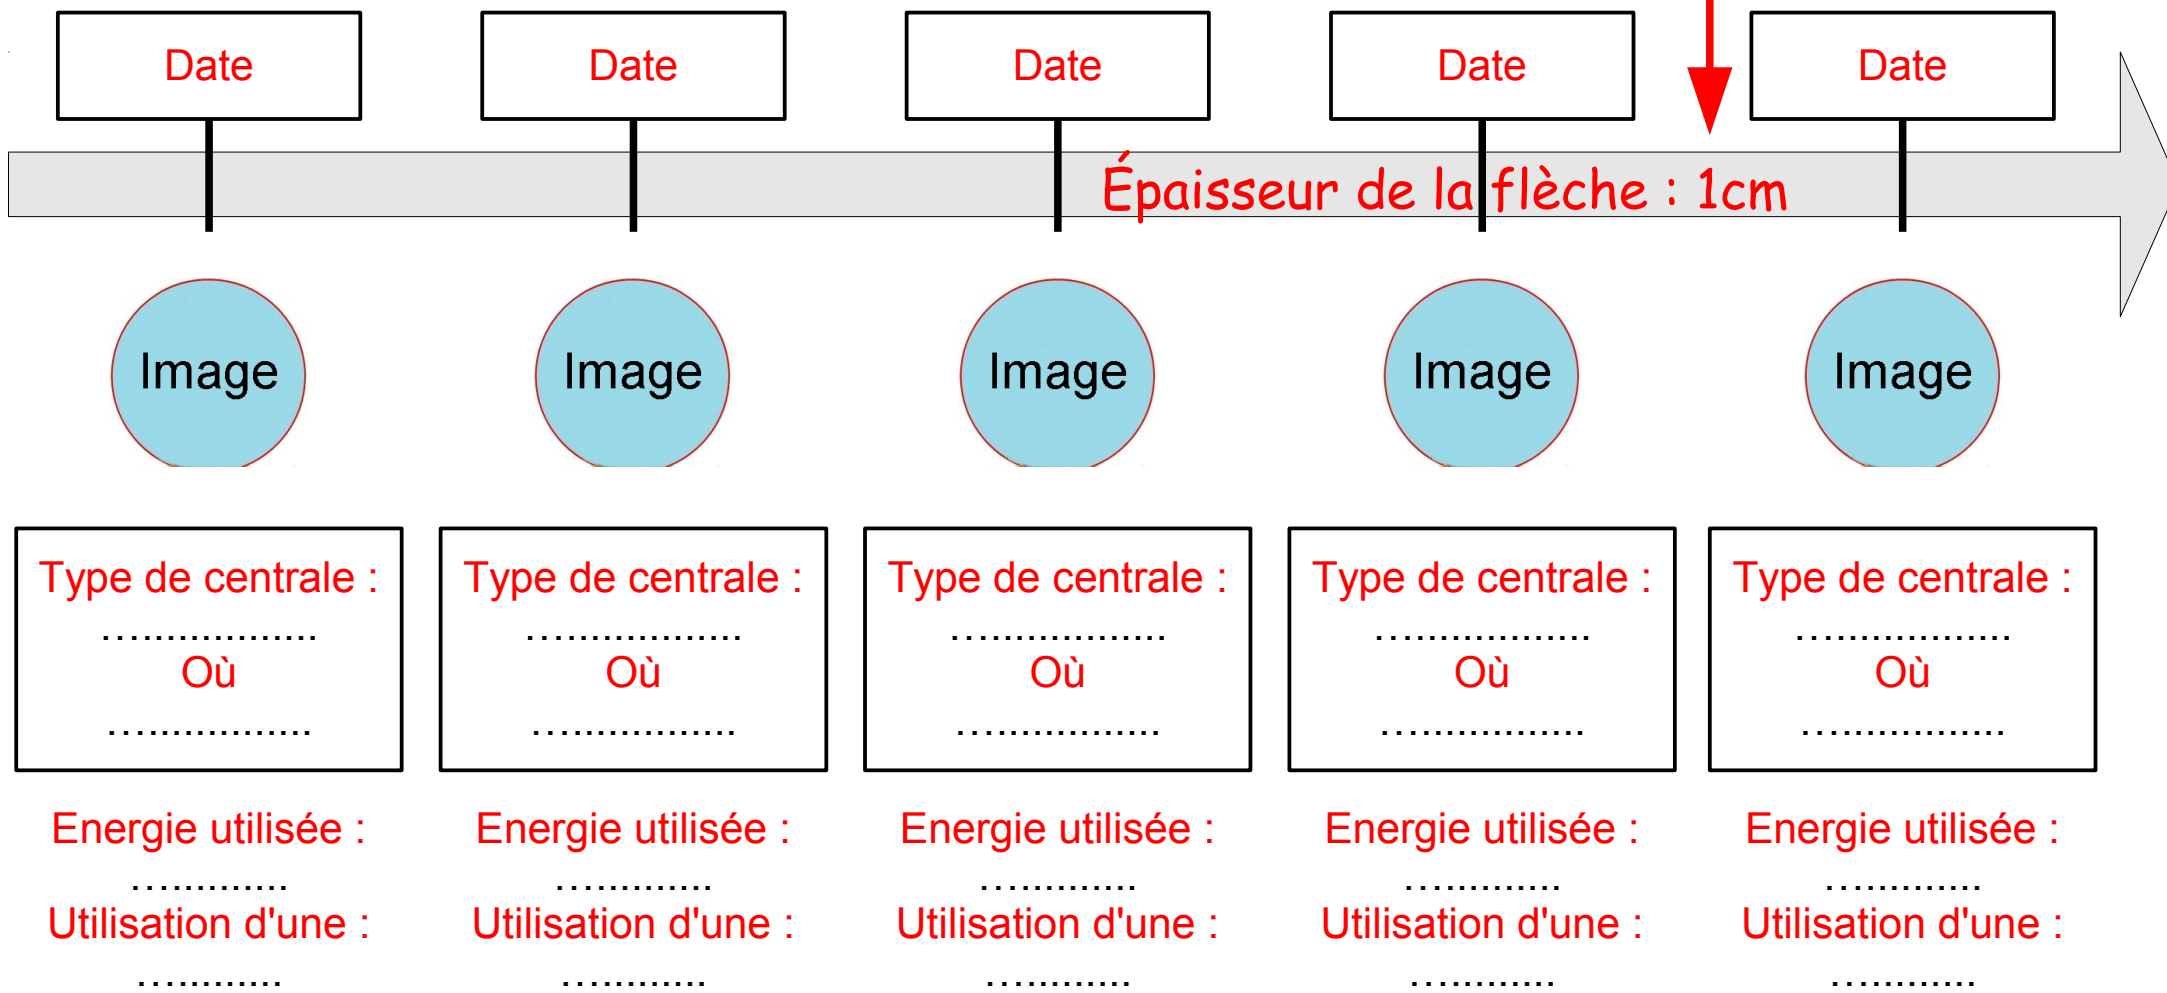 Date Date Date Date Date
Épaisseur de la flèche : 1cm
Image Image Image Image Image
Type de centrale :
…...............
Où
…..............
Energie utilisée :
…..........
Utilisation d'une :
….........
Type de centrale :
…...............
Où
…..............
Energie utilisée :
…..........
Utilisation d'une :
….........
Type de centrale :
…...............
Où
…..............
Energie utilisée :
…..........
Utilisation d'une :
….........
Type de centrale :
…...............
Où
…..............
Energie utilisée :
…..........
Utilisation d'une :
….........
Type de centrale :
…...............
Où
…..............
Energie utilisée :
…..........
Utilisation d'une :
….........